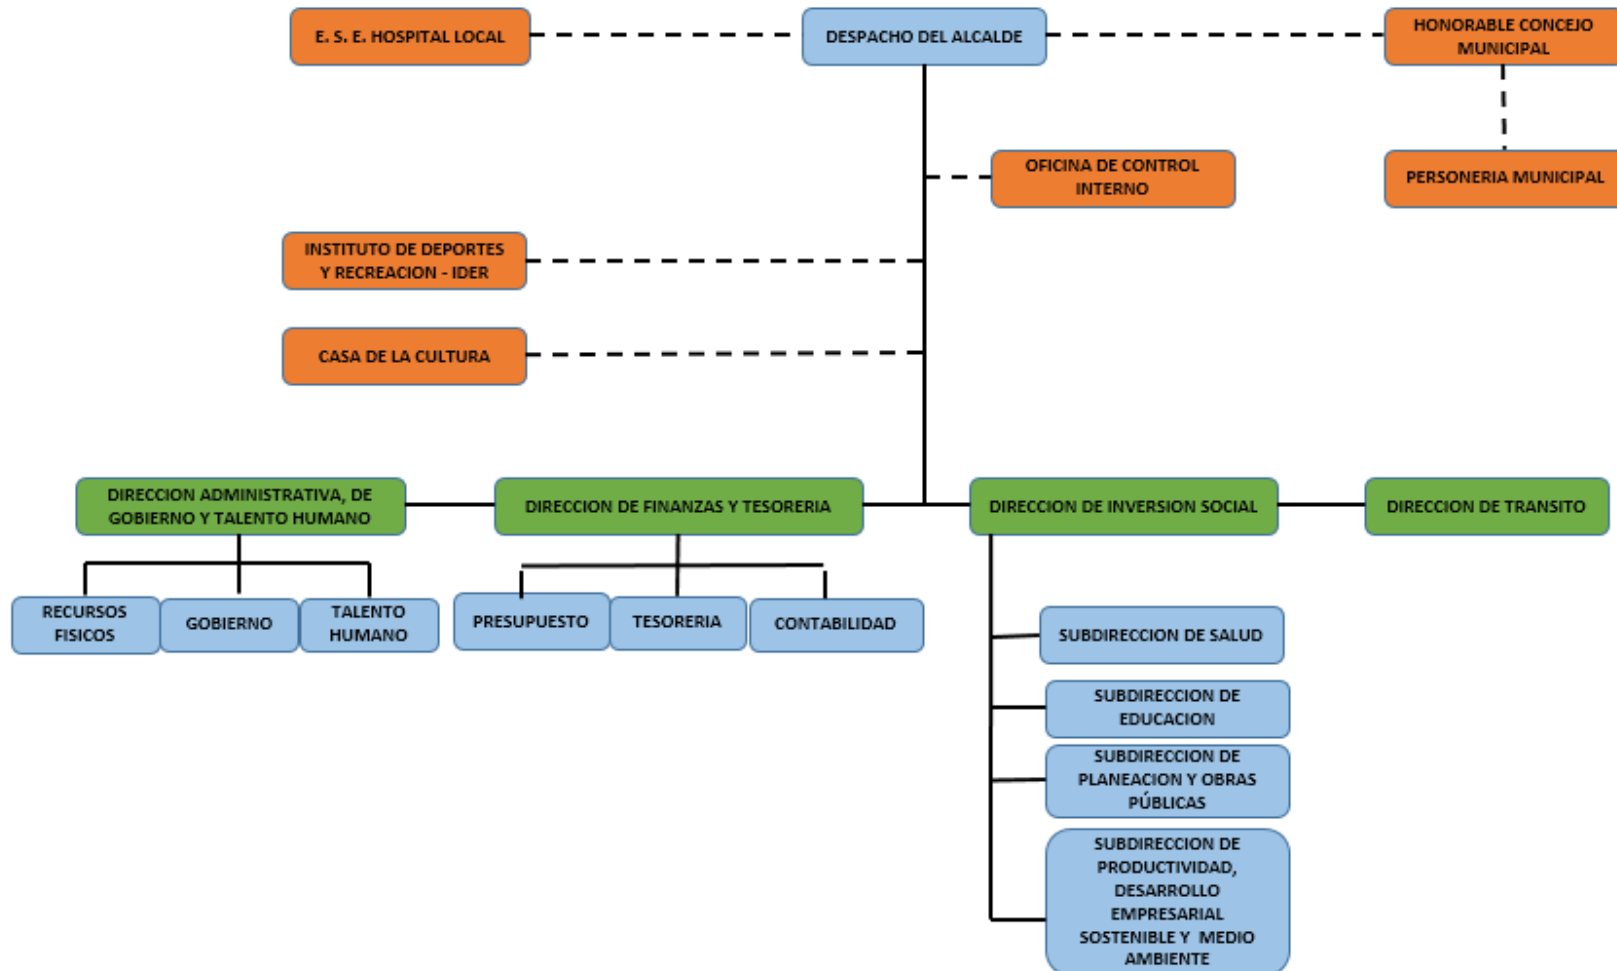 E. S. E. HOSPITAL LOCAL
DESPACHO DEL ALCALDE
HONORABLE CONCEJO
MUNICIPAL
OFICINA DE CONTROL
INTERNO
PERSONERIA MUNICIPAL
INSTITUTO DE DEPORTES
Y RECREACION - IDER
CASA DE LA CULTURA
DIRECCION ADMINISTRATIVA, DE
GOBIERNO Y TALENTO HUMANO
DIRECCION DE FINANZAS Y TESORERIA
DIRECCION DE INVERSION SOCIAL
DIRECCION DE TRANSITO
RECURSOS
FISICOS
GOBIERNO
TALENTO
HUMANO
PRESUPUESTO
TESORERIA
CONTABILIDAD
SUBDIRECCION DE SALUD
SUBDIRECCION DE
EDUCACION
SUBDIRECCION DE
PLANEACION Y OBRAS
PÚBLICAS
SUBDIRECCION DE
PRODUCTIVIDAD,
DESARROLLO
EMPRESARIAL
SOSTENIBLE Y  MEDIO
AMBIENTE